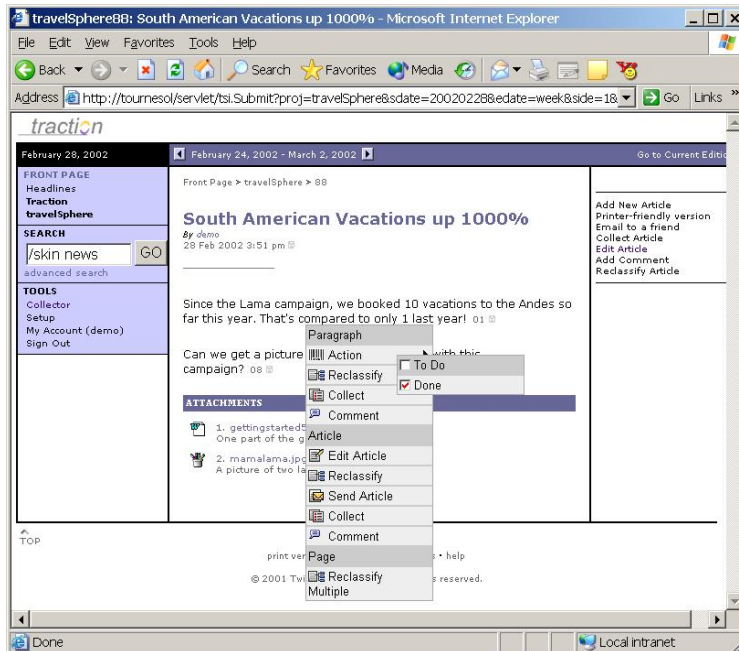 travelSphere88: South American Vacations up 1000% - Microsoft Internet Explorer
File Edit View Favorites Tools Help
Back Search Favorites Media
Address http://tournesol/servlet/tsi.Submit?proj=travelSphere&sdate=20020228&edate=week&side=1& Go Links »
traction
February 28, 2002 February 24, 2002 - March 2, 2002 Go to Current Editio
FRONT PAGE
Headlines
Traction
travelSphere
SEARCH
/skin news GO
advanced search
TOOLS
Collector
Setup
My Account (demo)
Sign Out
Front Page > travelSphere > 88
South American Vacations up 1000%
By demo
28 Feb 2002 3:51 pm
Since the Lama campaign, we booked 10 vacations to the Andes so
far this year. That's compared to only 1 last year! 01
Can we get a picture with this
campaign? 08
ATTACHMENTS
1. gettingstarted5
One part of the g
2. mamalama.jpg
A picture of two la
Paragraph
Action
Reclassify
Collect
Comment
Article
Edit Article
Reclassify
Send Article
Collect
Comment
Page
Reclassify
Multiple
To Do
Done
Add New Article
Printer-friendly version
Email to a friend
Collect Article
Edit Article
Add Comment
Reclassify Article
TOP
print ver s • help
© 2001 Twi s reserved.
Done Local intranet